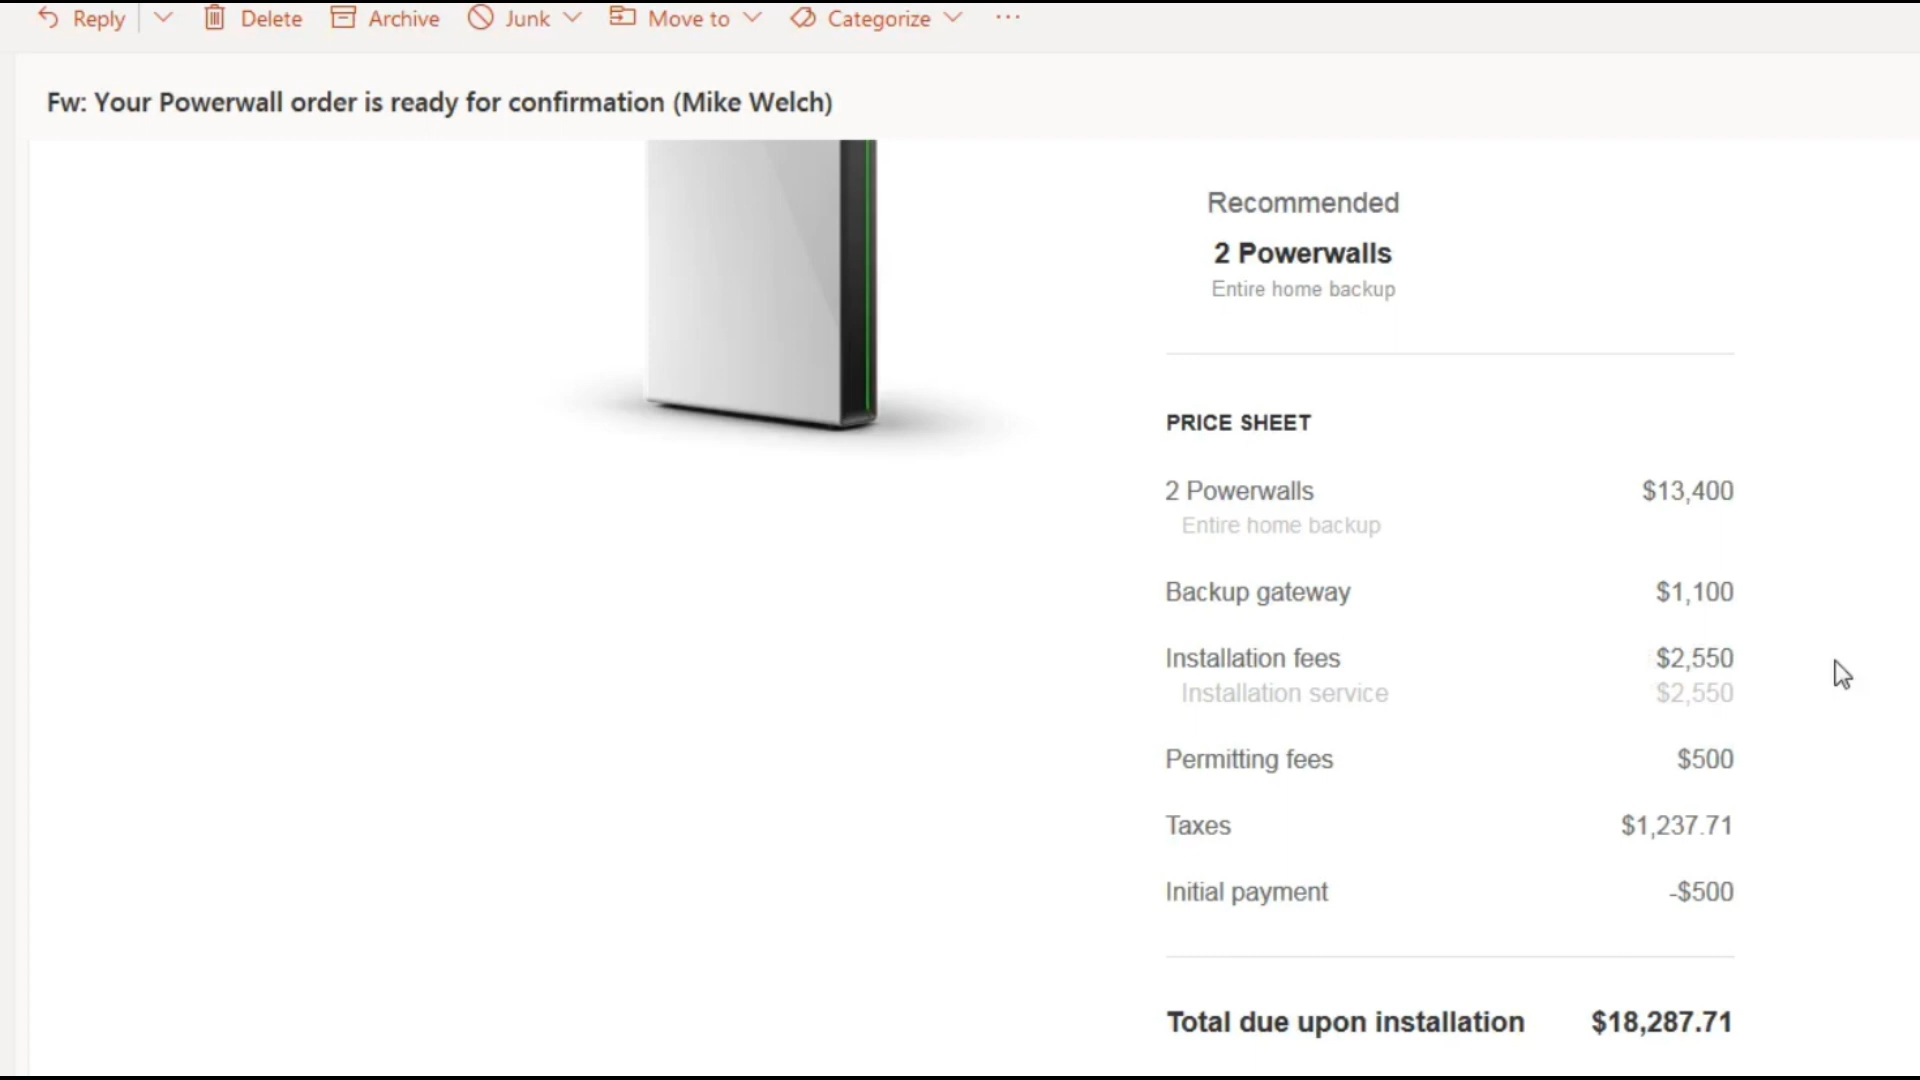 Reply Delete Archive Junk Move to Categorize ...
Fw: Your Powerwall order is ready for confirmation (Mike Welch)
Recommended
2 Powerwalls
Entire home backup
PRICE SHEET
2 Powerwalls $13,400
Entire home backup
Backup gateway $1,100
Installation fees $2,550
Installation service $2,550
Permitting fees $500
Taxes $1,237.71
Initial payment -$500
Total due upon installation $18,287.71